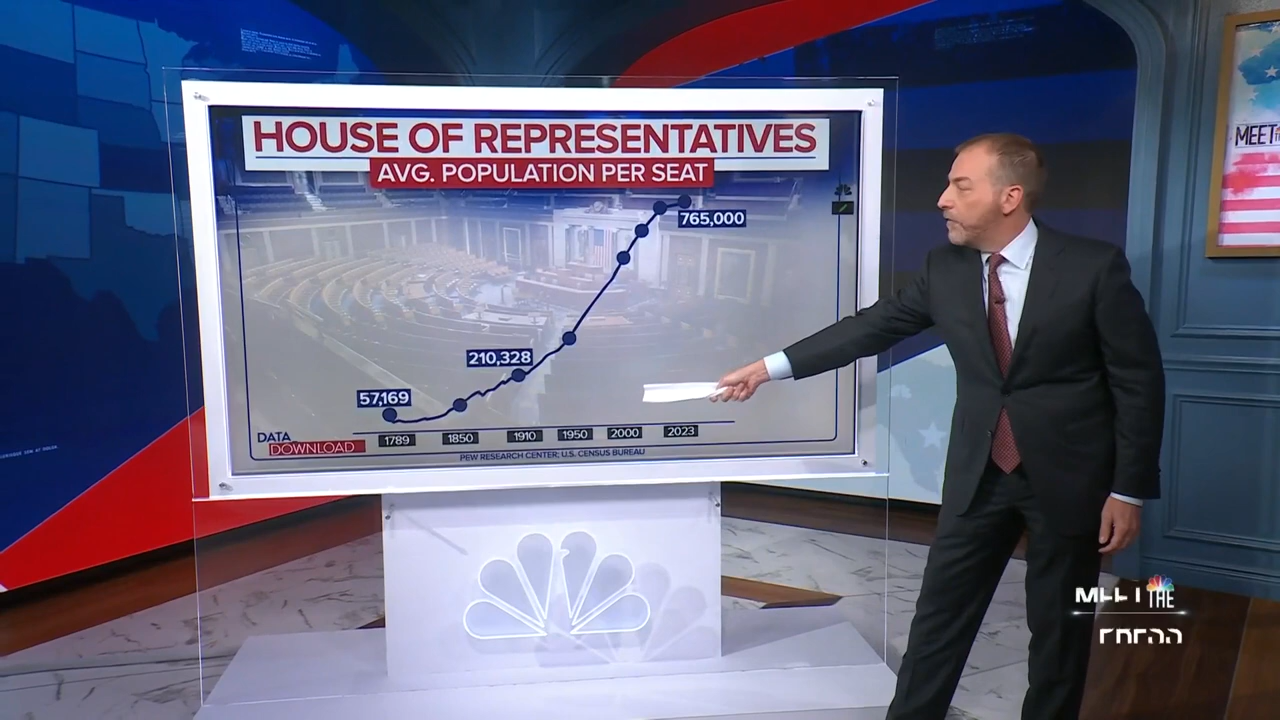 HOUSE OF REPRESENTATIVES
AVG. POPULATION PER SEAT
765,000
210,328
57,169
1789 1850 1910 1950 2000 2023
DATA
DOWNLOAD
PEW RESEARCH CENTER; U.S. CENSUS BUREAU
MEET
THE